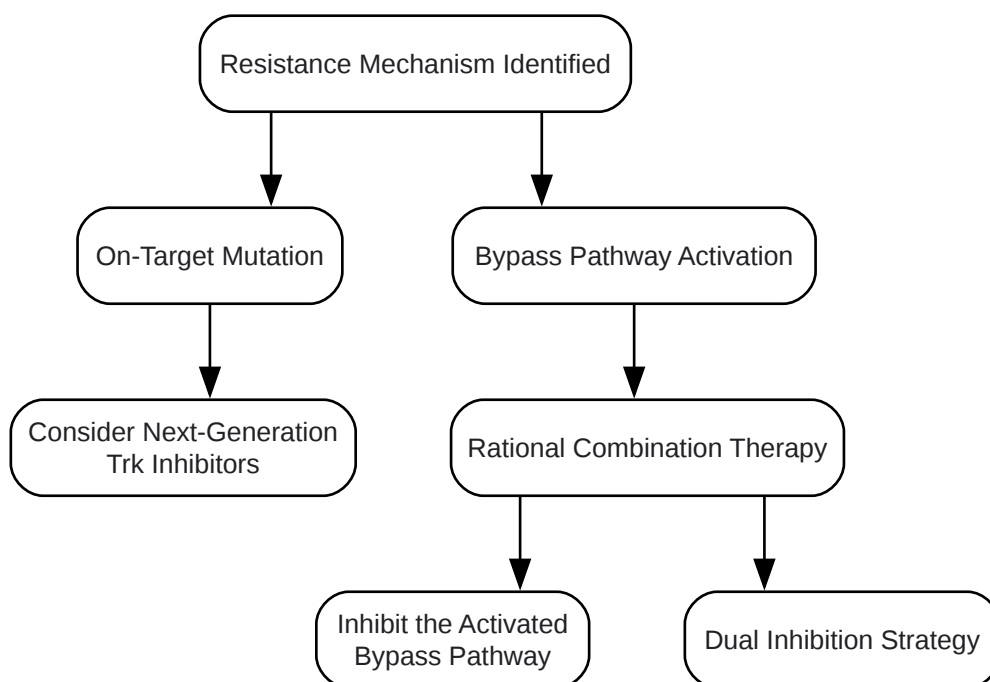 Resistance Mechanism Identified
On-Target Mutation
Bypass Pathway Activation
Consider Next-Generation
Trk Inhibitors
Rational Combination Therapy
Inhibit the Activated
Bypass Pathway
Dual Inhibition Strategy